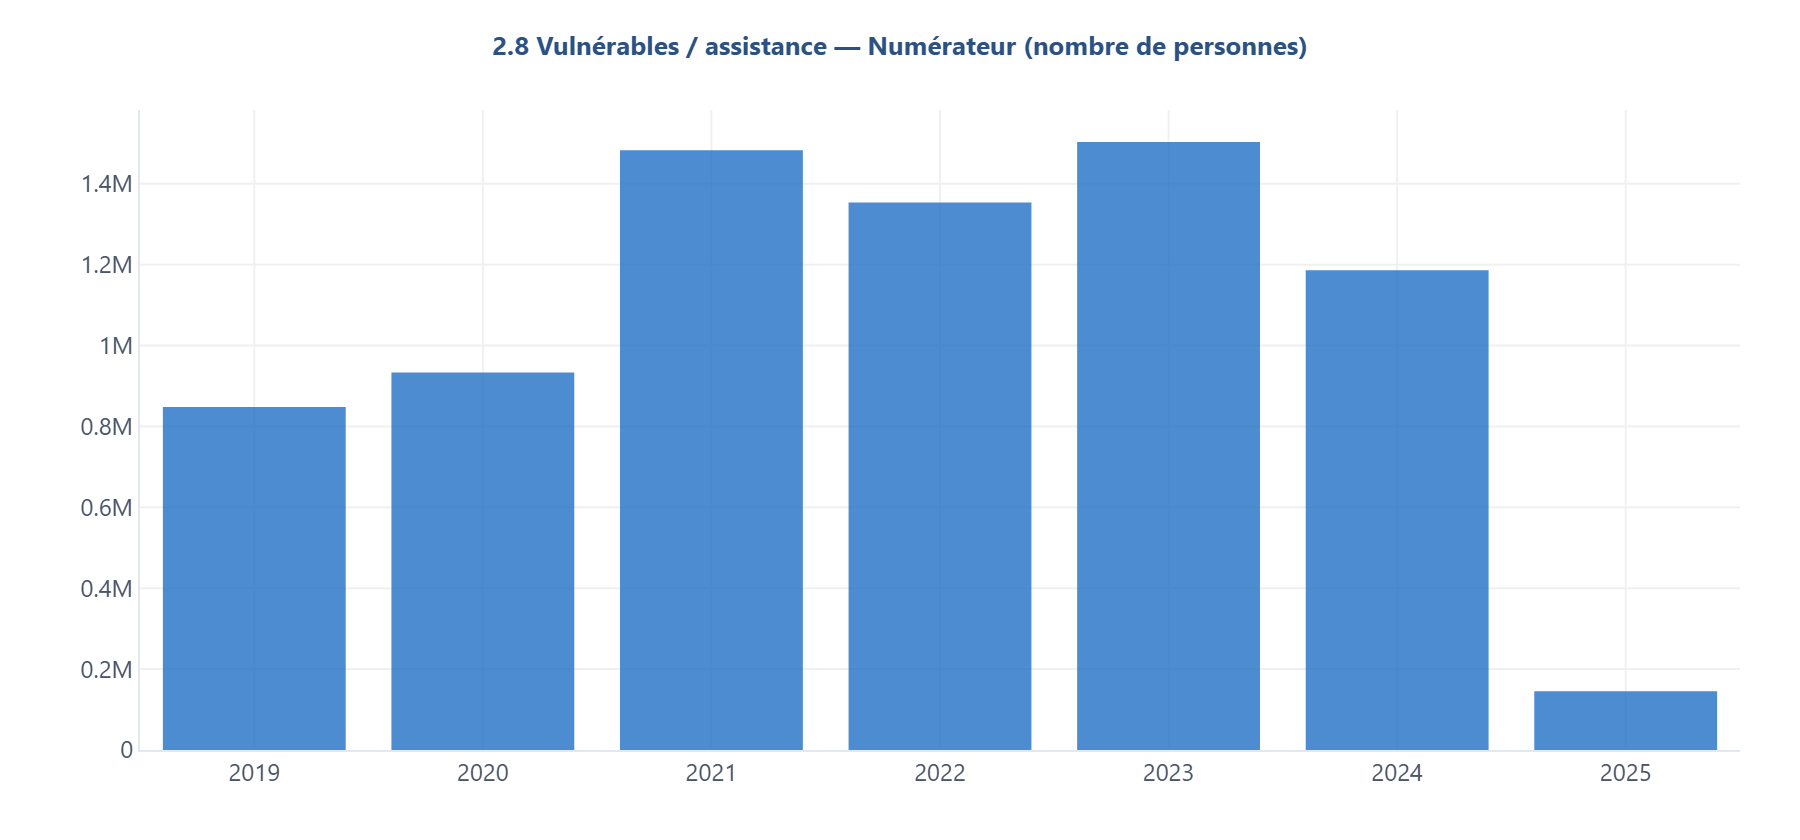 2.8 Vulnérables / assistance — Numérateur (nombre de personnes)
1.4M
1.2M
1M
0.8M
0.6M
0.4M
0.2M
0
2019 2020 2021 2022 2023 2024 2025